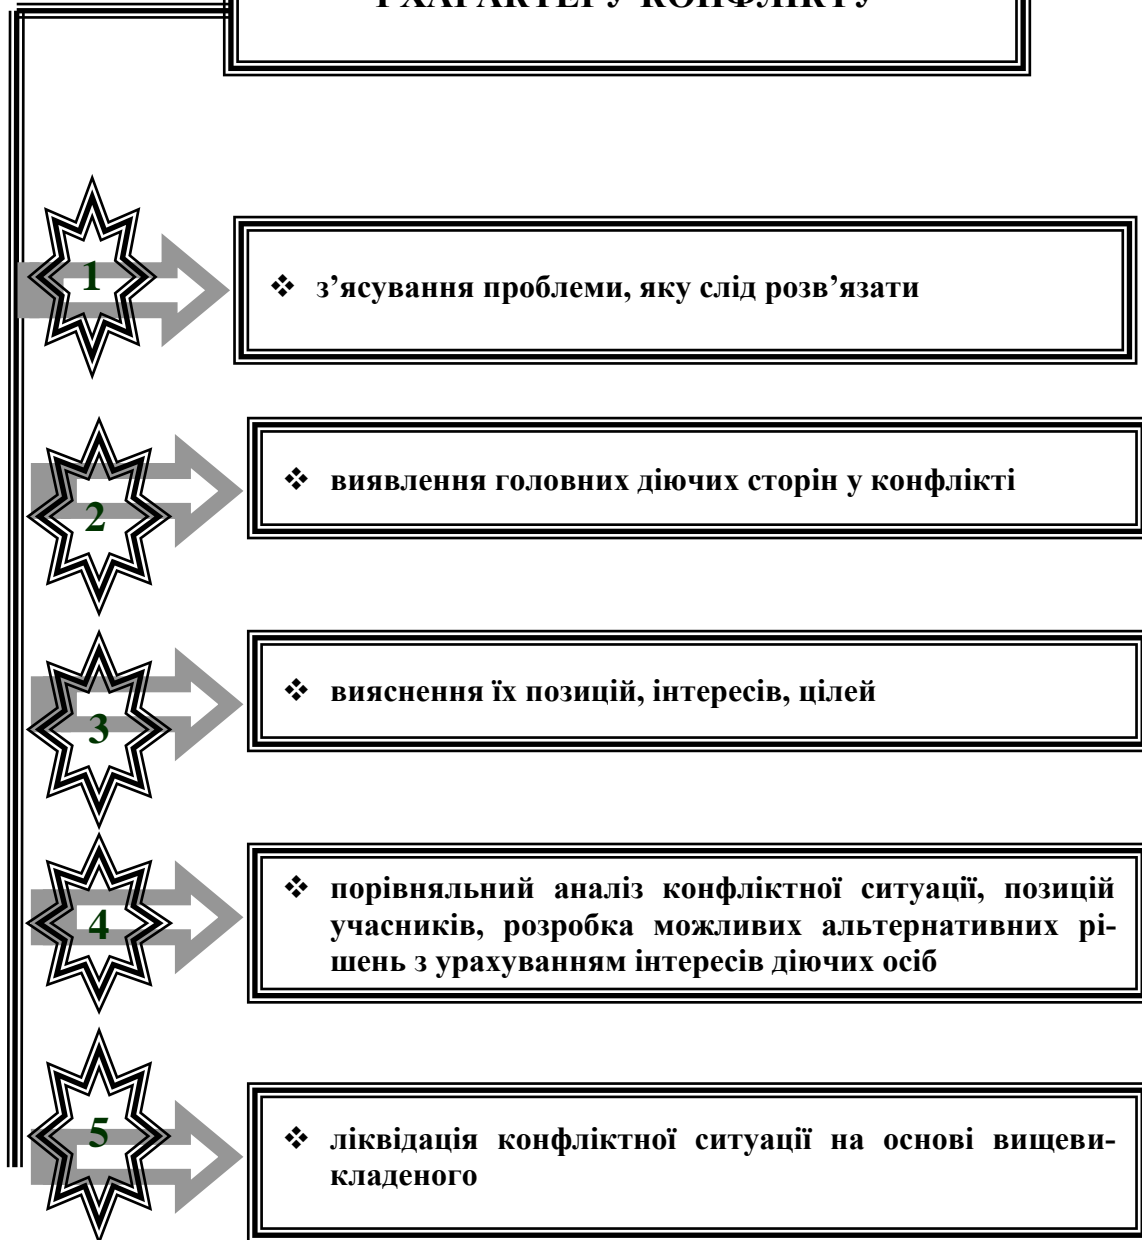 І ХАРАКТЕРУ КОНФЛІКТУ
1
❖ з’ясування проблеми, яку слід розв’язати
2
❖ виявлення головних діючих сторін у конфлікті
3
❖ вияснення їх позицій, інтересів, цілей
4
❖ порівняльний аналіз конфліктної ситуації, позицій
учасників, розробка можливих альтернативних рі-
шень з урахуванням інтересів діючих осіб
5
❖ ліквідація конфліктної ситуації на основі вищеви-
кладеного